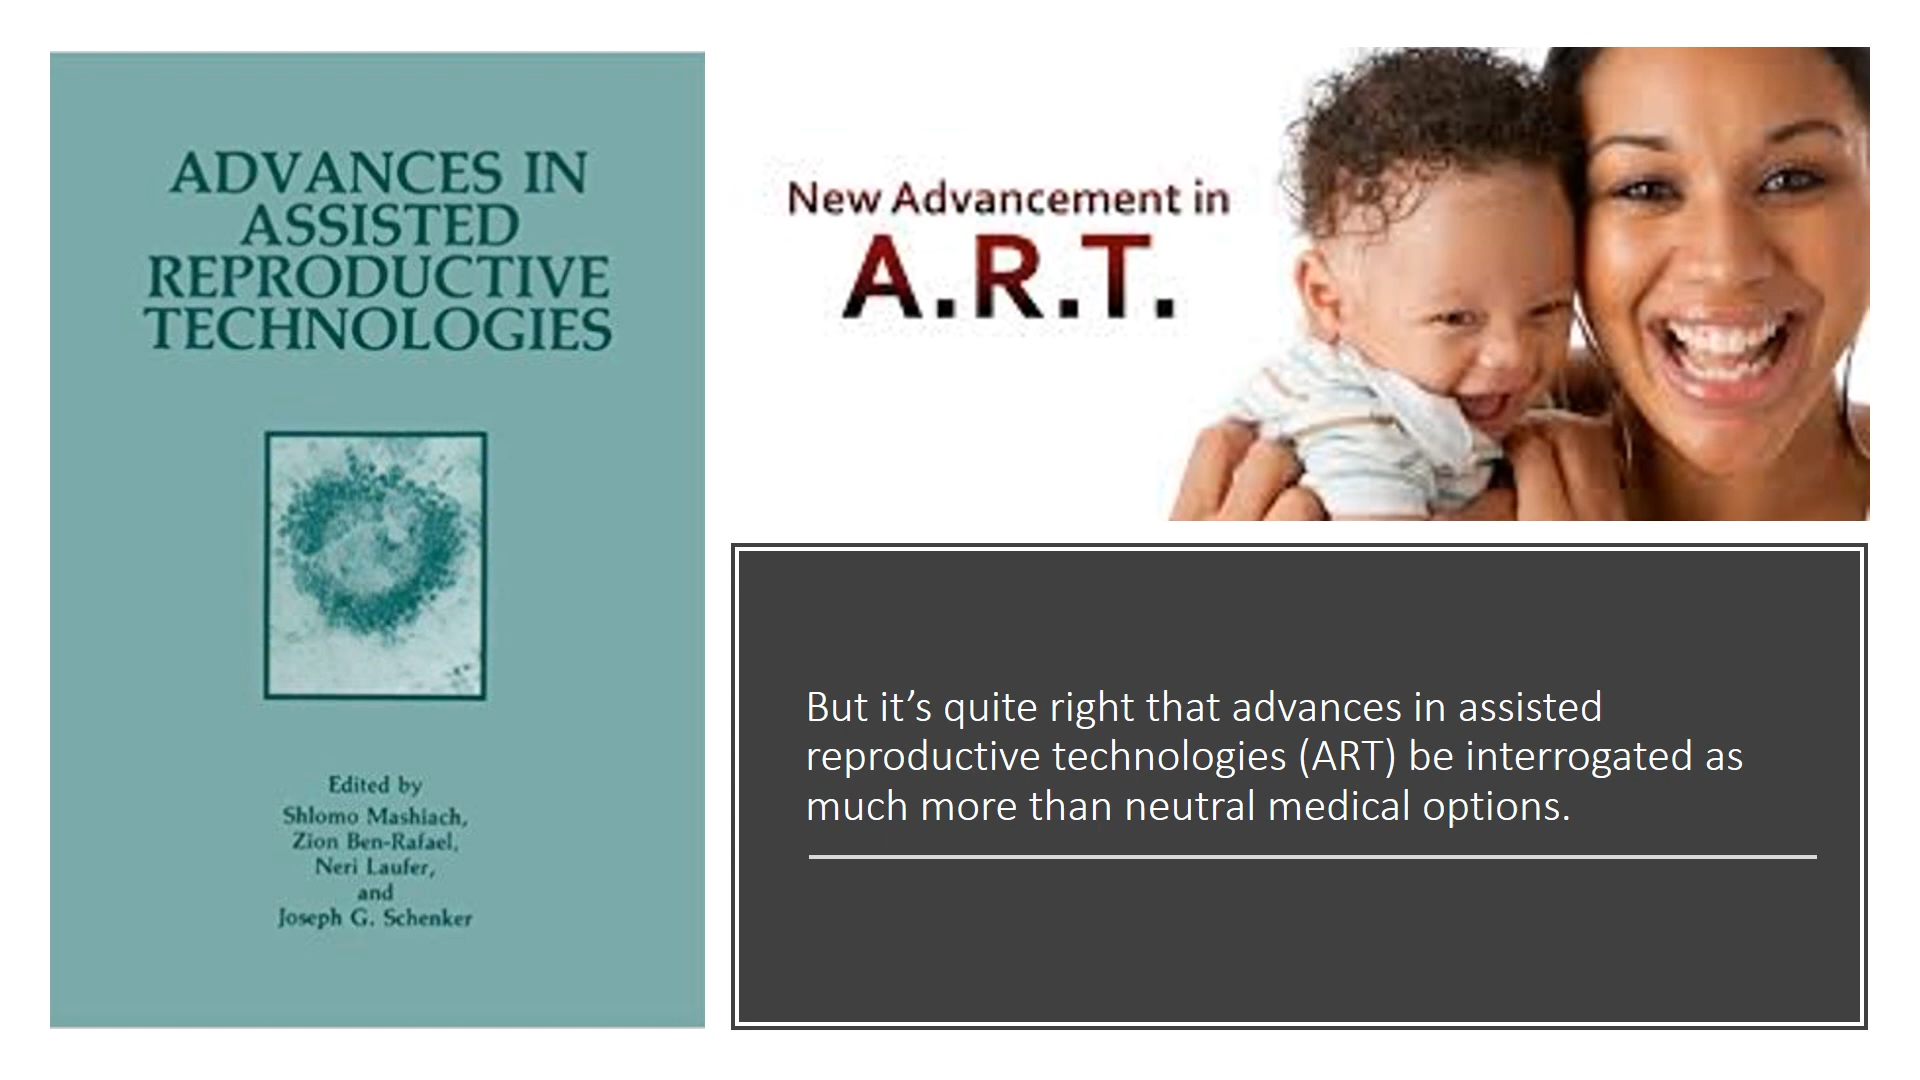 ADVANCES IN
ASSISTED
REPRODUCTIVE
TECHNOLOGIES
Edited by
Shlomo Mashiach,
Zion Ben-Rafael,
Neri Laufer,
and
Joseph G. Schenker
New Advancement in
A.R.T.
But it’s quite right that advances in assisted
reproductive technologies (ART) be interrogated as
much more than neutral medical options.